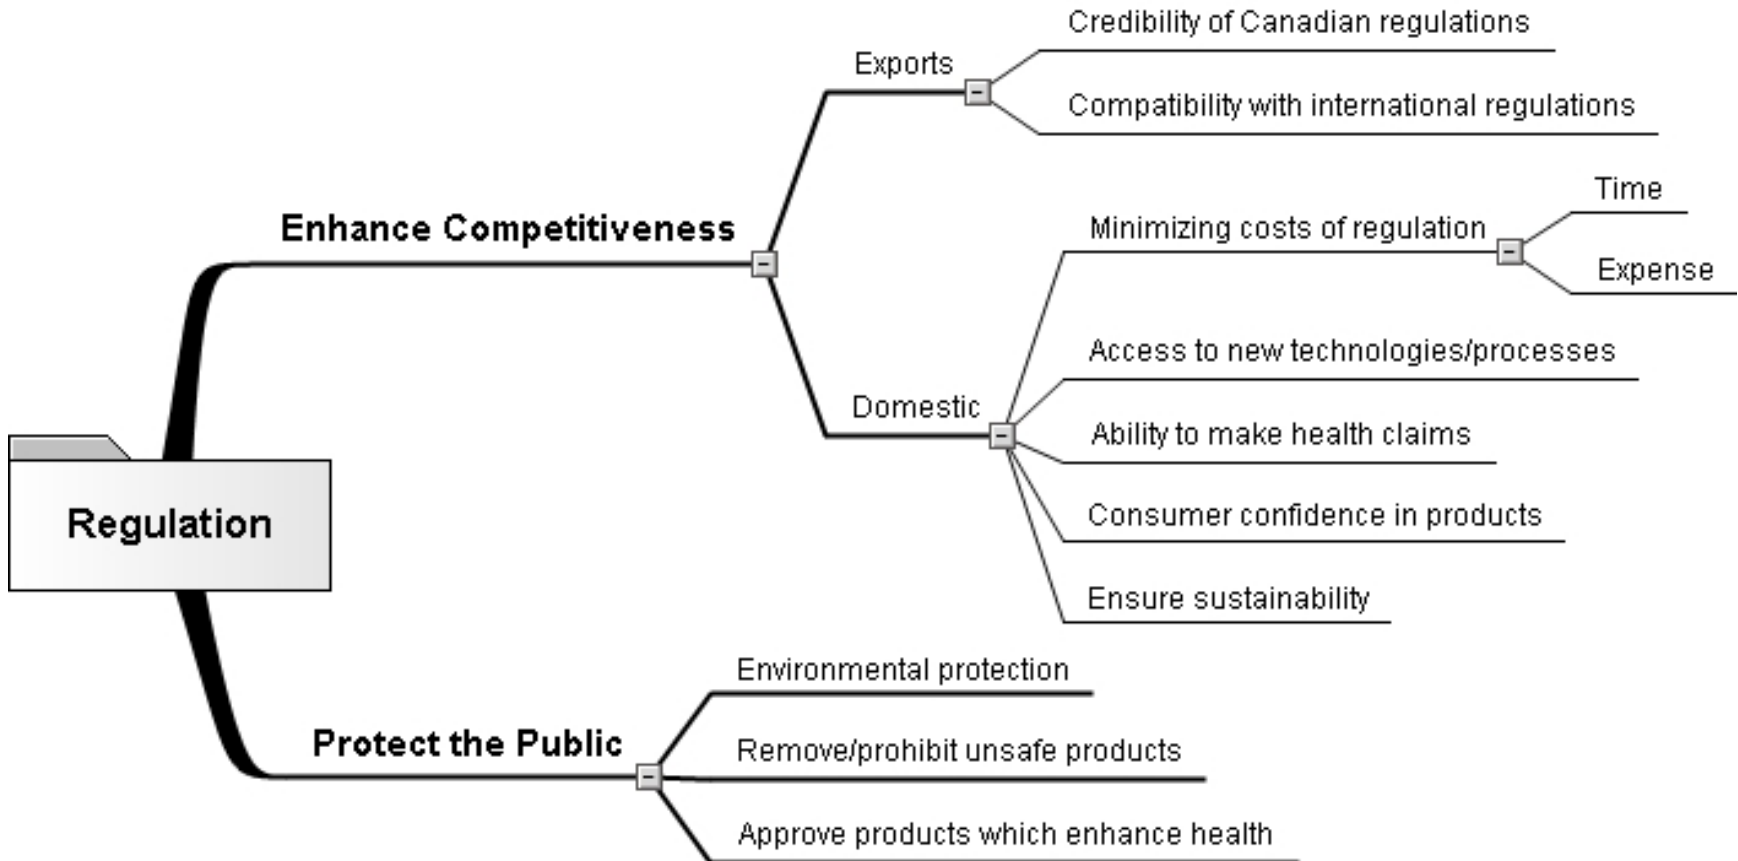 Regulation
Enhance Competitiveness
Exports
Credibility of Canadian regulations
Compatibility with international regulations
Domestic
Minimizing costs of regulation
Time
Expense
Access to new technologies/processes
Ability to make health claims
Consumer confidence in products
Ensure sustainability
Protect the Public
Environmental protection
Remove/prohibit unsafe products
Approve products which enhance health